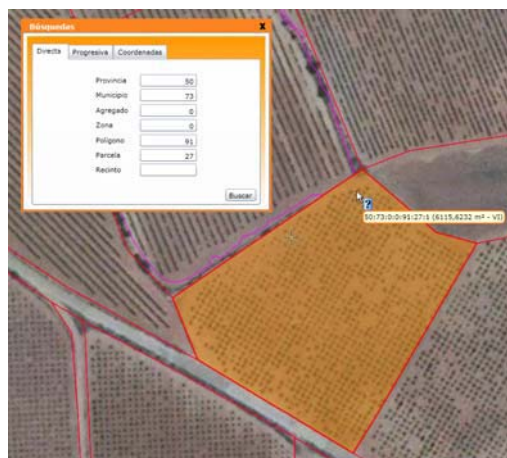 Búsquedas X
Directa Progresiva Coordenadas
Provincia 50
Municipio 73
Agregado 0
Zona 0
Polígono 91
Parcela 27
Recinto
Buscar
?
50:73:0:0:91:27:1 (6115,6232 m² - VI)